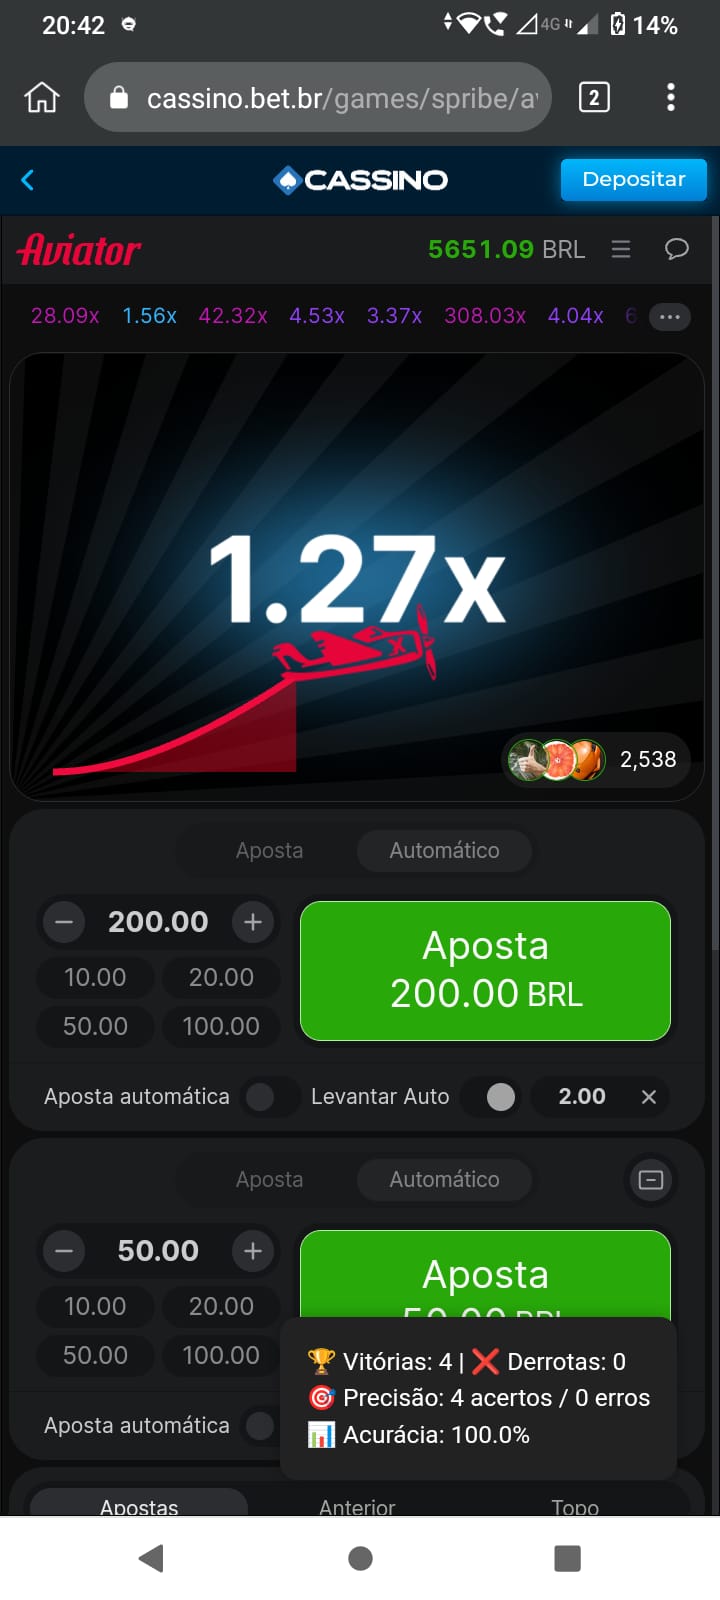 20:42 4G 14%
cassino.bet.br/games/spribe/a 2
CASSINO Depositar
Aviator 5651.09 BRL
28.09x 1.56x 42.32x 4.53x 3.37x 308.03x 4.04x 6 ...
1.27x
X
2,538
Aposta Automático
− 200.00 + Aposta
10.00 20.00 200.00 BRL
50.00 100.00
Aposta automática Levantar Auto 2.00 ×
Aposta Automático
− 50.00 + Aposta
10.00 20.00 50.00 BRL
50.00 100.00
🏆 Vitórias: 4 | ❌ Derrotas: 0
🎯 Precisão: 4 acertos / 0 erros
Aposta automática
📊 Acurácia: 100.0%
Apostas Anterior Topo